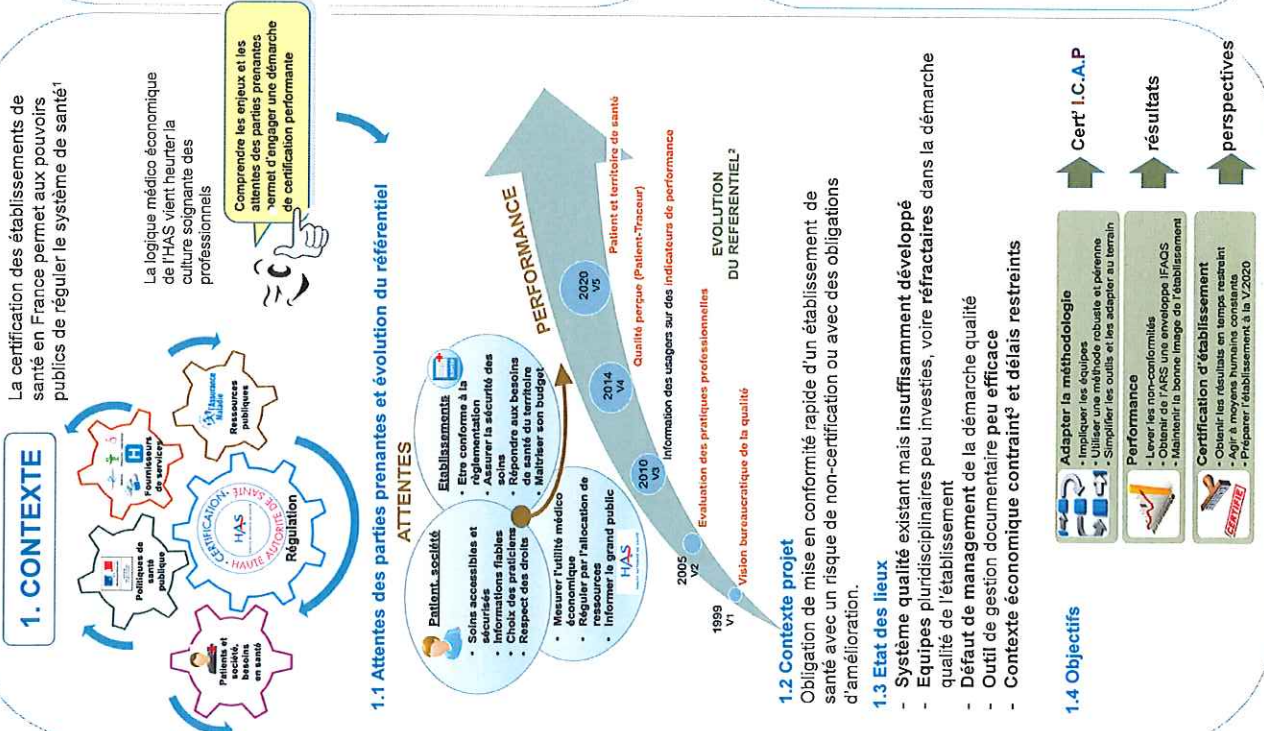 1. CONTEXTE
La certification des établissements de
santé en France permet aux pouvoirs
publics de réguler le système de santé¹
Patients et
société,
besoins
en santé
Politiques de
santé
publique
Fournisseurs
de services
H
Assurance
Maladie
Ressources
publiques
CERTIFICATION
HAS
HAUTE AUTORITÉ DE SANTÉ
Régulation
La logique médico économique
de l'HAS vient heurter la
culture soignante des
professionnels
Comprendre les enjeux et les
attentes des parties prenantes
permet d'engager une démarche
de certification performante
1.1 Attentes des parties prenantes et évolution du référentiel
ATTENTES
Patient, société
• Soins accessibles et
sécurisés
• Informations fiables
• Choix des praticiens
• Respect des droits
Etablissements
• Etre conforme à la
règlementation
• Assurer la sécurité des
soins
• Répondre aux besoins
de santé du territoire
• Maîtriser son budget
• Mesurer l'utilité médico
économique
• Réguler par l'allocation de
ressources
• Informer le grand public
HAS
PERFORMANCE
1999
V1
Vision bureaucratique de la qualité
2005
V2
Evaluation des pratiques professionnelles
2010
V3
Information des usagers sur des indicateurs de performance
2014
V4
Qualité perçue (Patient-Traceur)
2020
V5
Patient et territoire de santé
EVOLUTION
DU REFERENTIEL²
1.2 Contexte projet
Obligation de mise en conformité rapide d'un établissement de
santé avec un risque de non-certification ou avec des obligations
d'amélioration.
1.3 Etat des lieux
- Système qualité existant mais insuffisamment développé
- Equipes pluridisciplinaires peu investies, voire réfractaires dans la démarche
qualité de l'établissement
- Défaut de management de la démarche qualité
- Outil de gestion documentaire peu efficace
- Contexte économique contraint² et délais restreints
1.4 Objectifs
Adapter la méthodologie
- Impliquer les équipes
- Utiliser une méthode robuste et pérenne
- Simplifier les outils et les adapter au terrain
Cert' I.C.A.P
Performance
- Lever les non-conformités
- Obtenir de l'ARS une enveloppe IFAQS
- Maintenir la bonne image de l'établissement
résultats
CERTIFIÉ
Certification d'établissement
- Obtenir les résultats en temps restreint
- Agir à moyens humains constants
- Préparer l'établissement à la V.2020
perspectives